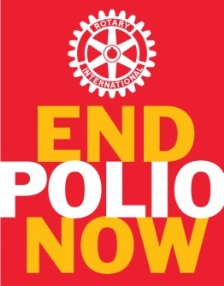 ROTARY
INTERNATIONAL
END
POLIO
NOW